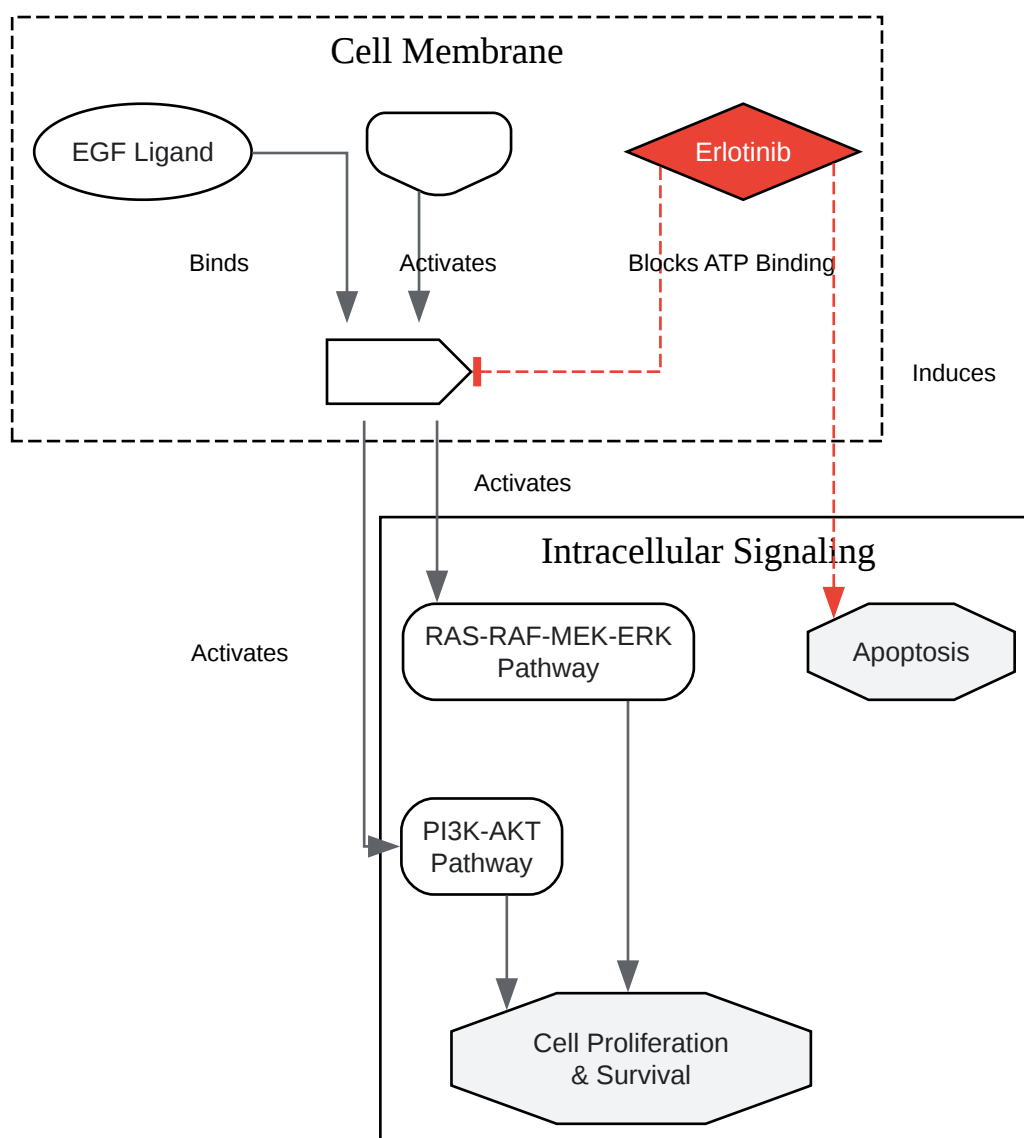 Cell Membrane
EGF Ligand
Erlotinib
Binds
Activates
Blocks ATP Binding
Induces
Activates
Intracellular Signaling
RAS-RAF-MEK-ERK
Pathway
Activates
Apoptosis
PI3K-AKT
Pathway
Cell Proliferation
& Survival